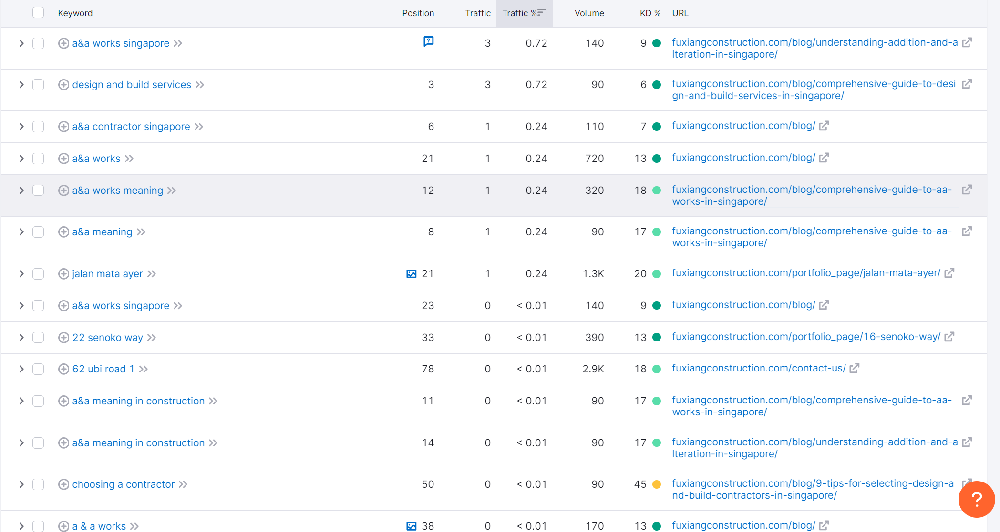 Keyword Position Traffic Traffic % Volume KD % URL
a&a works singapore 3 0.72 140 9 fuxiangconstruction.com/blog/understanding-addition-and-a
lteration-in-singapore/
design and build services 3 3 0.72 90 6 fuxiangconstruction.com/blog/comprehensive-guide-to-desi
gn-and-build-services-in-singapore/
a&a contractor singapore 6 1 0.24 110 7 fuxiangconstruction.com/blog/
a&a works 21 1 0.24 720 13 fuxiangconstruction.com/blog/
a&a works meaning 12 1 0.24 320 18 fuxiangconstruction.com/blog/comprehensive-guide-to-aa-
works-in-singapore/
a&a meaning 8 1 0.24 90 17 fuxiangconstruction.com/blog/comprehensive-guide-to-aa-
works-in-singapore/
jalan mata ayer 21 1 0.24 1.3K 20 fuxiangconstruction.com/portfolio_page/jalan-mata-ayer/
a&a works singapore 23 0 < 0.01 140 9 fuxiangconstruction.com/blog/
22 senoko way 33 0 < 0.01 390 13 fuxiangconstruction.com/portfolio_page/16-senoko-way/
62 ubi road 1 78 0 < 0.01 2.9K 18 fuxiangconstruction.com/contact-us/
a&a meaning in construction 11 0 < 0.01 90 17 fuxiangconstruction.com/blog/comprehensive-guide-to-aa-
works-in-singapore/
a&a meaning in construction 14 0 < 0.01 90 17 fuxiangconstruction.com/blog/understanding-addition-and-a
lteration-in-singapore/
choosing a contractor 50 0 < 0.01 90 45 fuxiangconstruction.com/blog/9-tips-for-selecting-design-a
nd-build-contractors-in-singapore/
?
a & a works 38 0 < 0.01 170 13 fuxiangconstruction.com/blog/